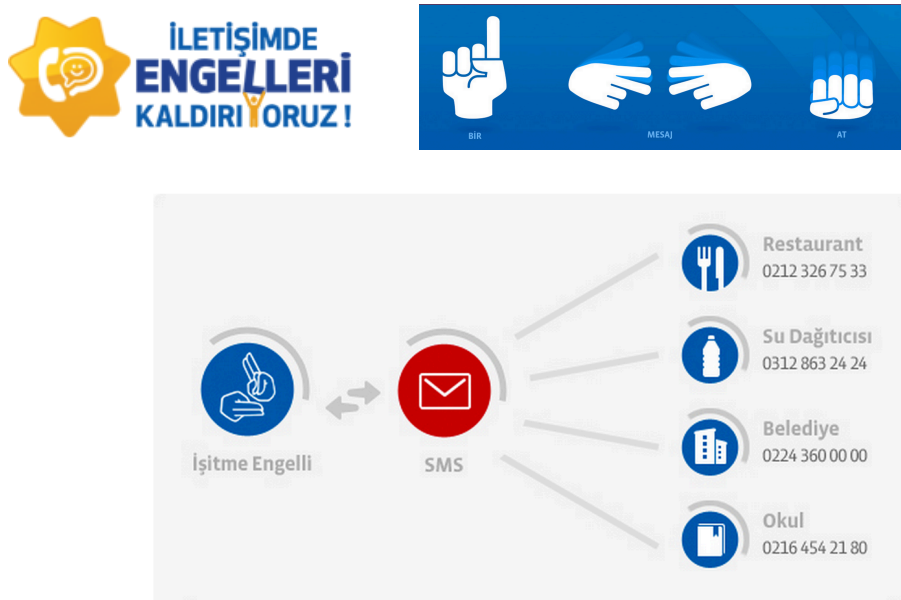 İLETİŞİMDE
ENGELLERİ
KALDIRIYORUZ !
BİR
MESAJ
AT
Restaurant
0212 326 75 33
Su Dağıtıcısı
0312 863 24 24
Belediye
0224 360 00 00
Okul
0216 454 21 80
İşitme Engelli
SMS